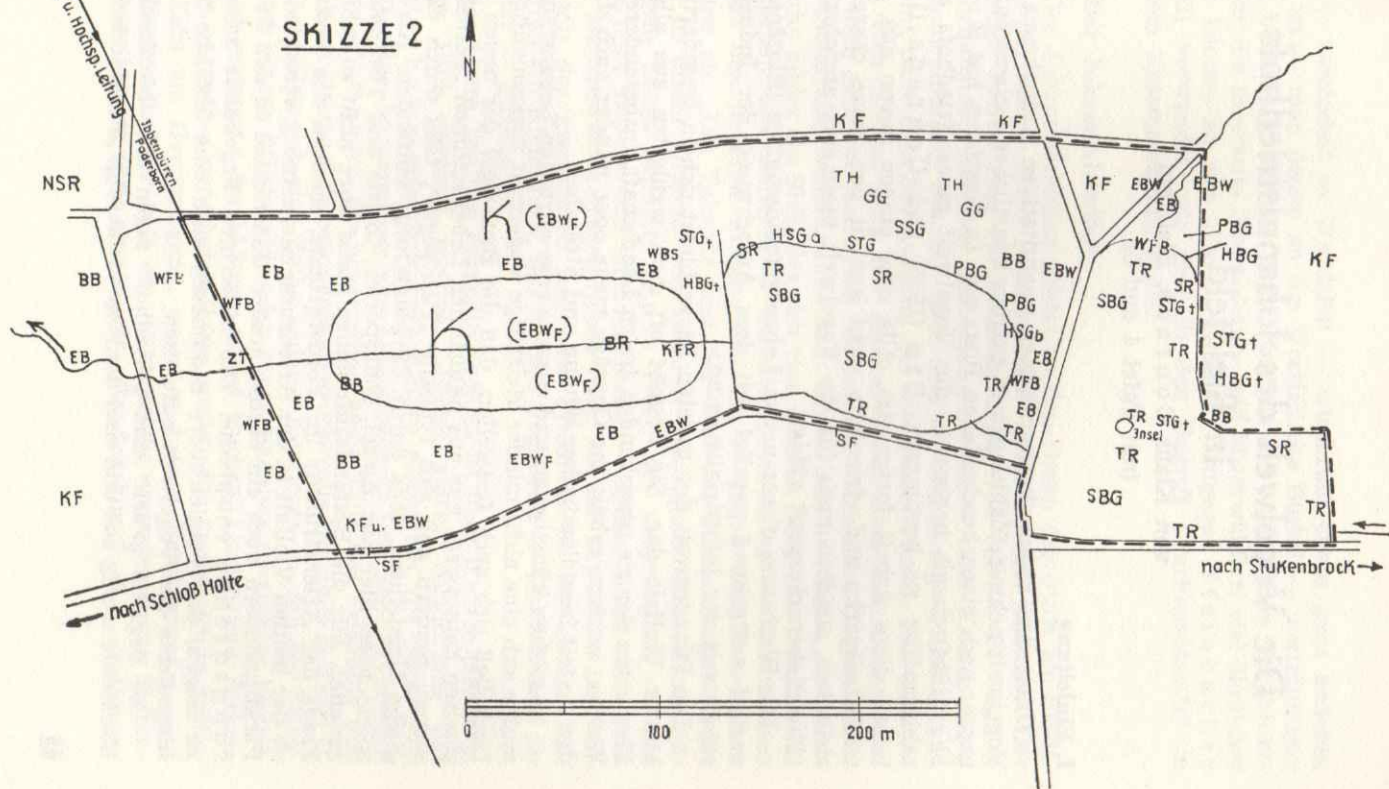 SKIZZE 2
N
u. Hochsp. Leitung
Ibbenbüren
Paderborn
KF KF
NSR
TH TH KF EBW EBW
GG GG EB
K (EBWF) SSG PBG
STG† HSGa STG WFB HBG
BB WFB EB EB EB WBS EB SR PBG BB EBW TR KF
WFB HBG† TR SR SBG SR
SBG PBG STG†
K (EBWF) BR HSGb STG†
EB EB ZT KFR SBG EB TR
(EBWF) HBG†
BB TR WFB
EB TR EB TR STG† BB
WFB EB EBW TR TR Insel
EB BB EB EBWF SF TR SR
KF SBG
KF u. EBW TR TR
SF
nach Schloß Holte
nach Stukenbrock
0 100 200 m